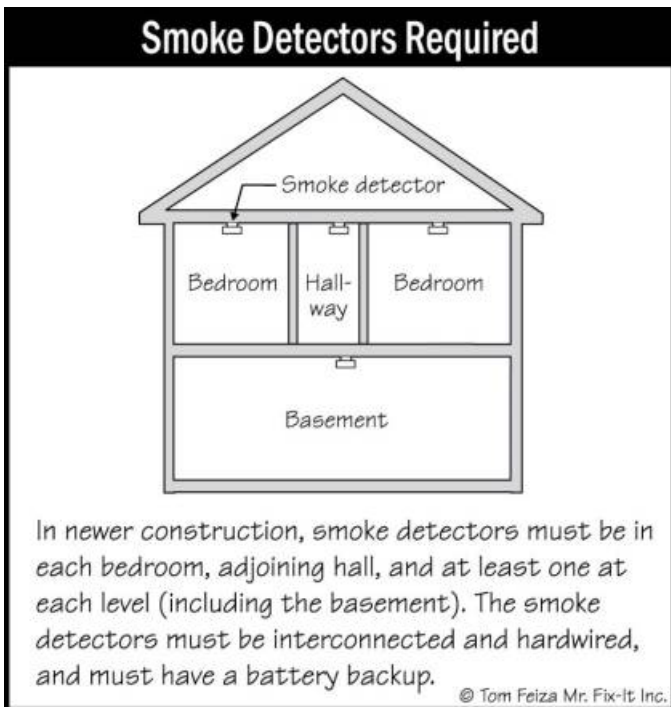 Smoke Detectors Required
Smoke detector
Bedroom
Hall-
way
Bedroom
Basement
In newer construction, smoke detectors must be in
each bedroom, adjoining hall, and at least one at
each level (including the basement). The smoke
detectors must be interconnected and hardwired,
and must have a battery backup.
© Tom Feiza Mr. Fix-It Inc.